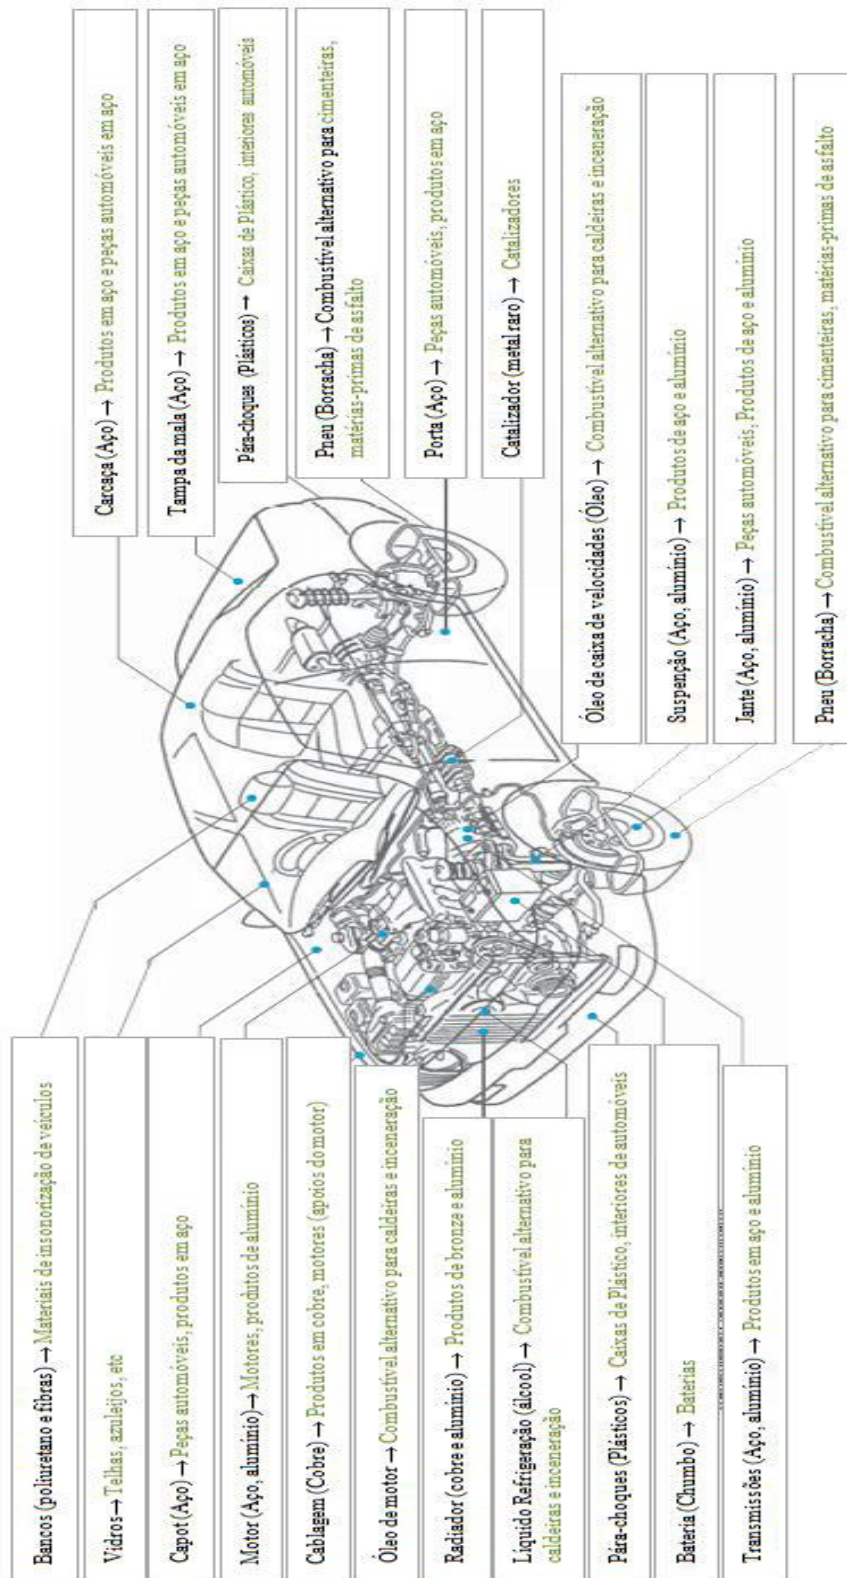 Carcaça (Aço) → Produtos em aço e peças automóveis em aço
Tampa da mala (Aço) → Produtos em aço e peças automóveis em aço
Pára-choques (Plásticos) → Caixas de Plástico, interiores automóveis
Pneu (Borracha) → Combustível alternativo para cimenteiras,
matérias-primas de asfalto
Porta (Aço) → Peças automóveis, produtos em aço
Catalizador (metal raro) → Catalizadores
Óleo de caixa de velocidades (Óleo) → Combustível alternativo para caldeiras e inceneração
Suspenção (Aço, alumínio) → Produtos de aço e alumínio
Jante (Aço, alumínio) → Peças automóveis, Produtos de aço e alumínio
Pneu (Borracha) → Combustível alternativo para cimenteiras, matérias-primas de asfalto
Bancos (poliuretano e fibras) → Materiais de insonorização de veículos
Vidros → Telhas, azuleijos, etc
Capot (Aço) → Peças automóveis, produtos em aço
Motor (Aço, alumínio) → Motores, produtos de alumínio
Cablagem (Cobre) → Produtos em cobre, motores (apoios do motor)
Óleo de motor → Combustível alternativo para caldeiras e inceneração
Radiador (cobre e alumínio) → Produtos de bronze e alumínio
Líquido Refrigeração (álcool) → Combustível alternativo para
caldeiras e inceneração
Pára-choques (Plásticos) → Caixas de Plástico, interiores de automóveis
Bateria (Chumbo) → Baterias
Transmissões (Aço, alumínio) → Produtos em aço e alumínio